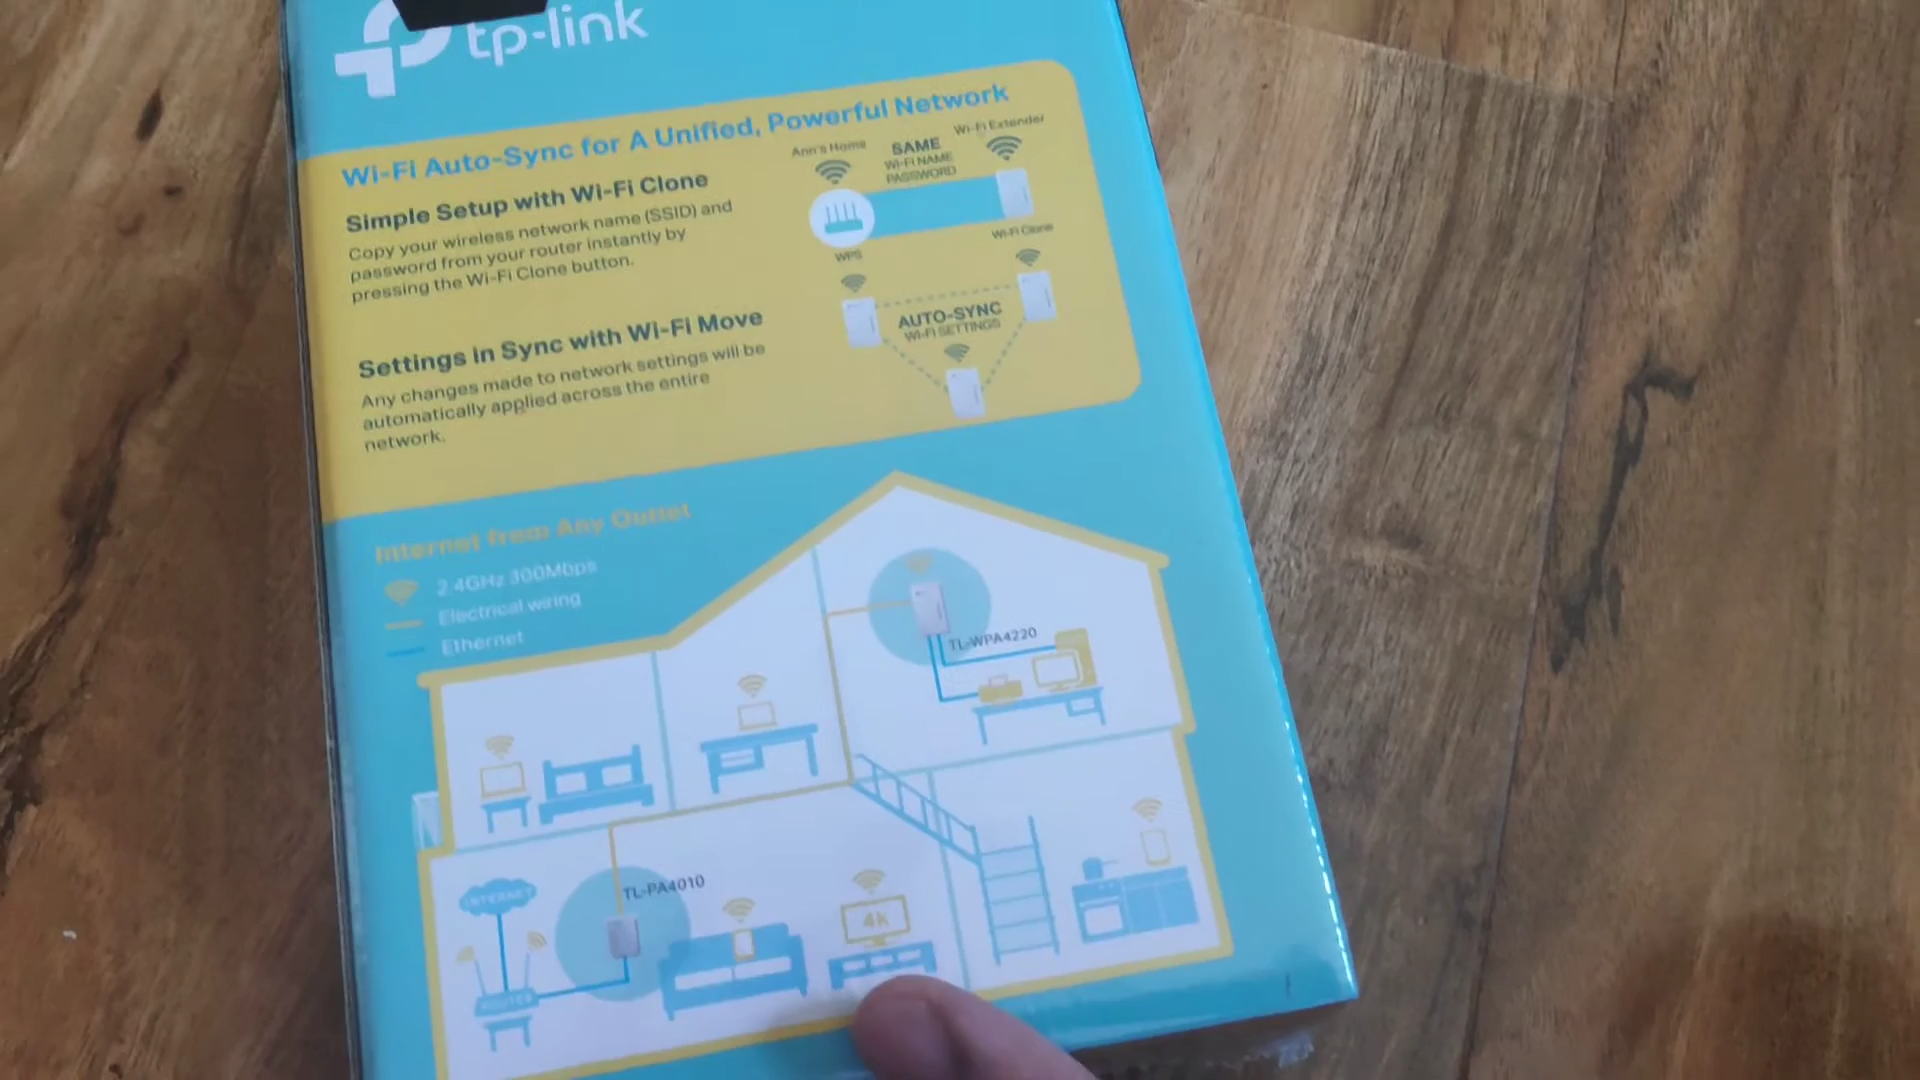 tp-link
Wi-Fi Auto-Sync for A Unified, Powerful Network
Simple Setup with Wi-Fi Clone
Copy your wireless network name (SSID) and
password from your router instantly by
pressing the Wi-Fi Clone button.
Ann's Home
SAME
WI-FI NAME
PASSWORD
Wi-Fi Extender
WPS
Wi-Fi Clone
Settings in Sync with Wi-Fi Move
Any changes made to network settings will be
automatically applied across the entire
network.
AUTO-SYNC
WI-FI SETTINGS
Internet from Any Outlet
2.4GHz 300Mbps
Electrical wiring
Ethernet
TL-WPA4220
TL-PA4010
INTERNET
ROUTER
4K